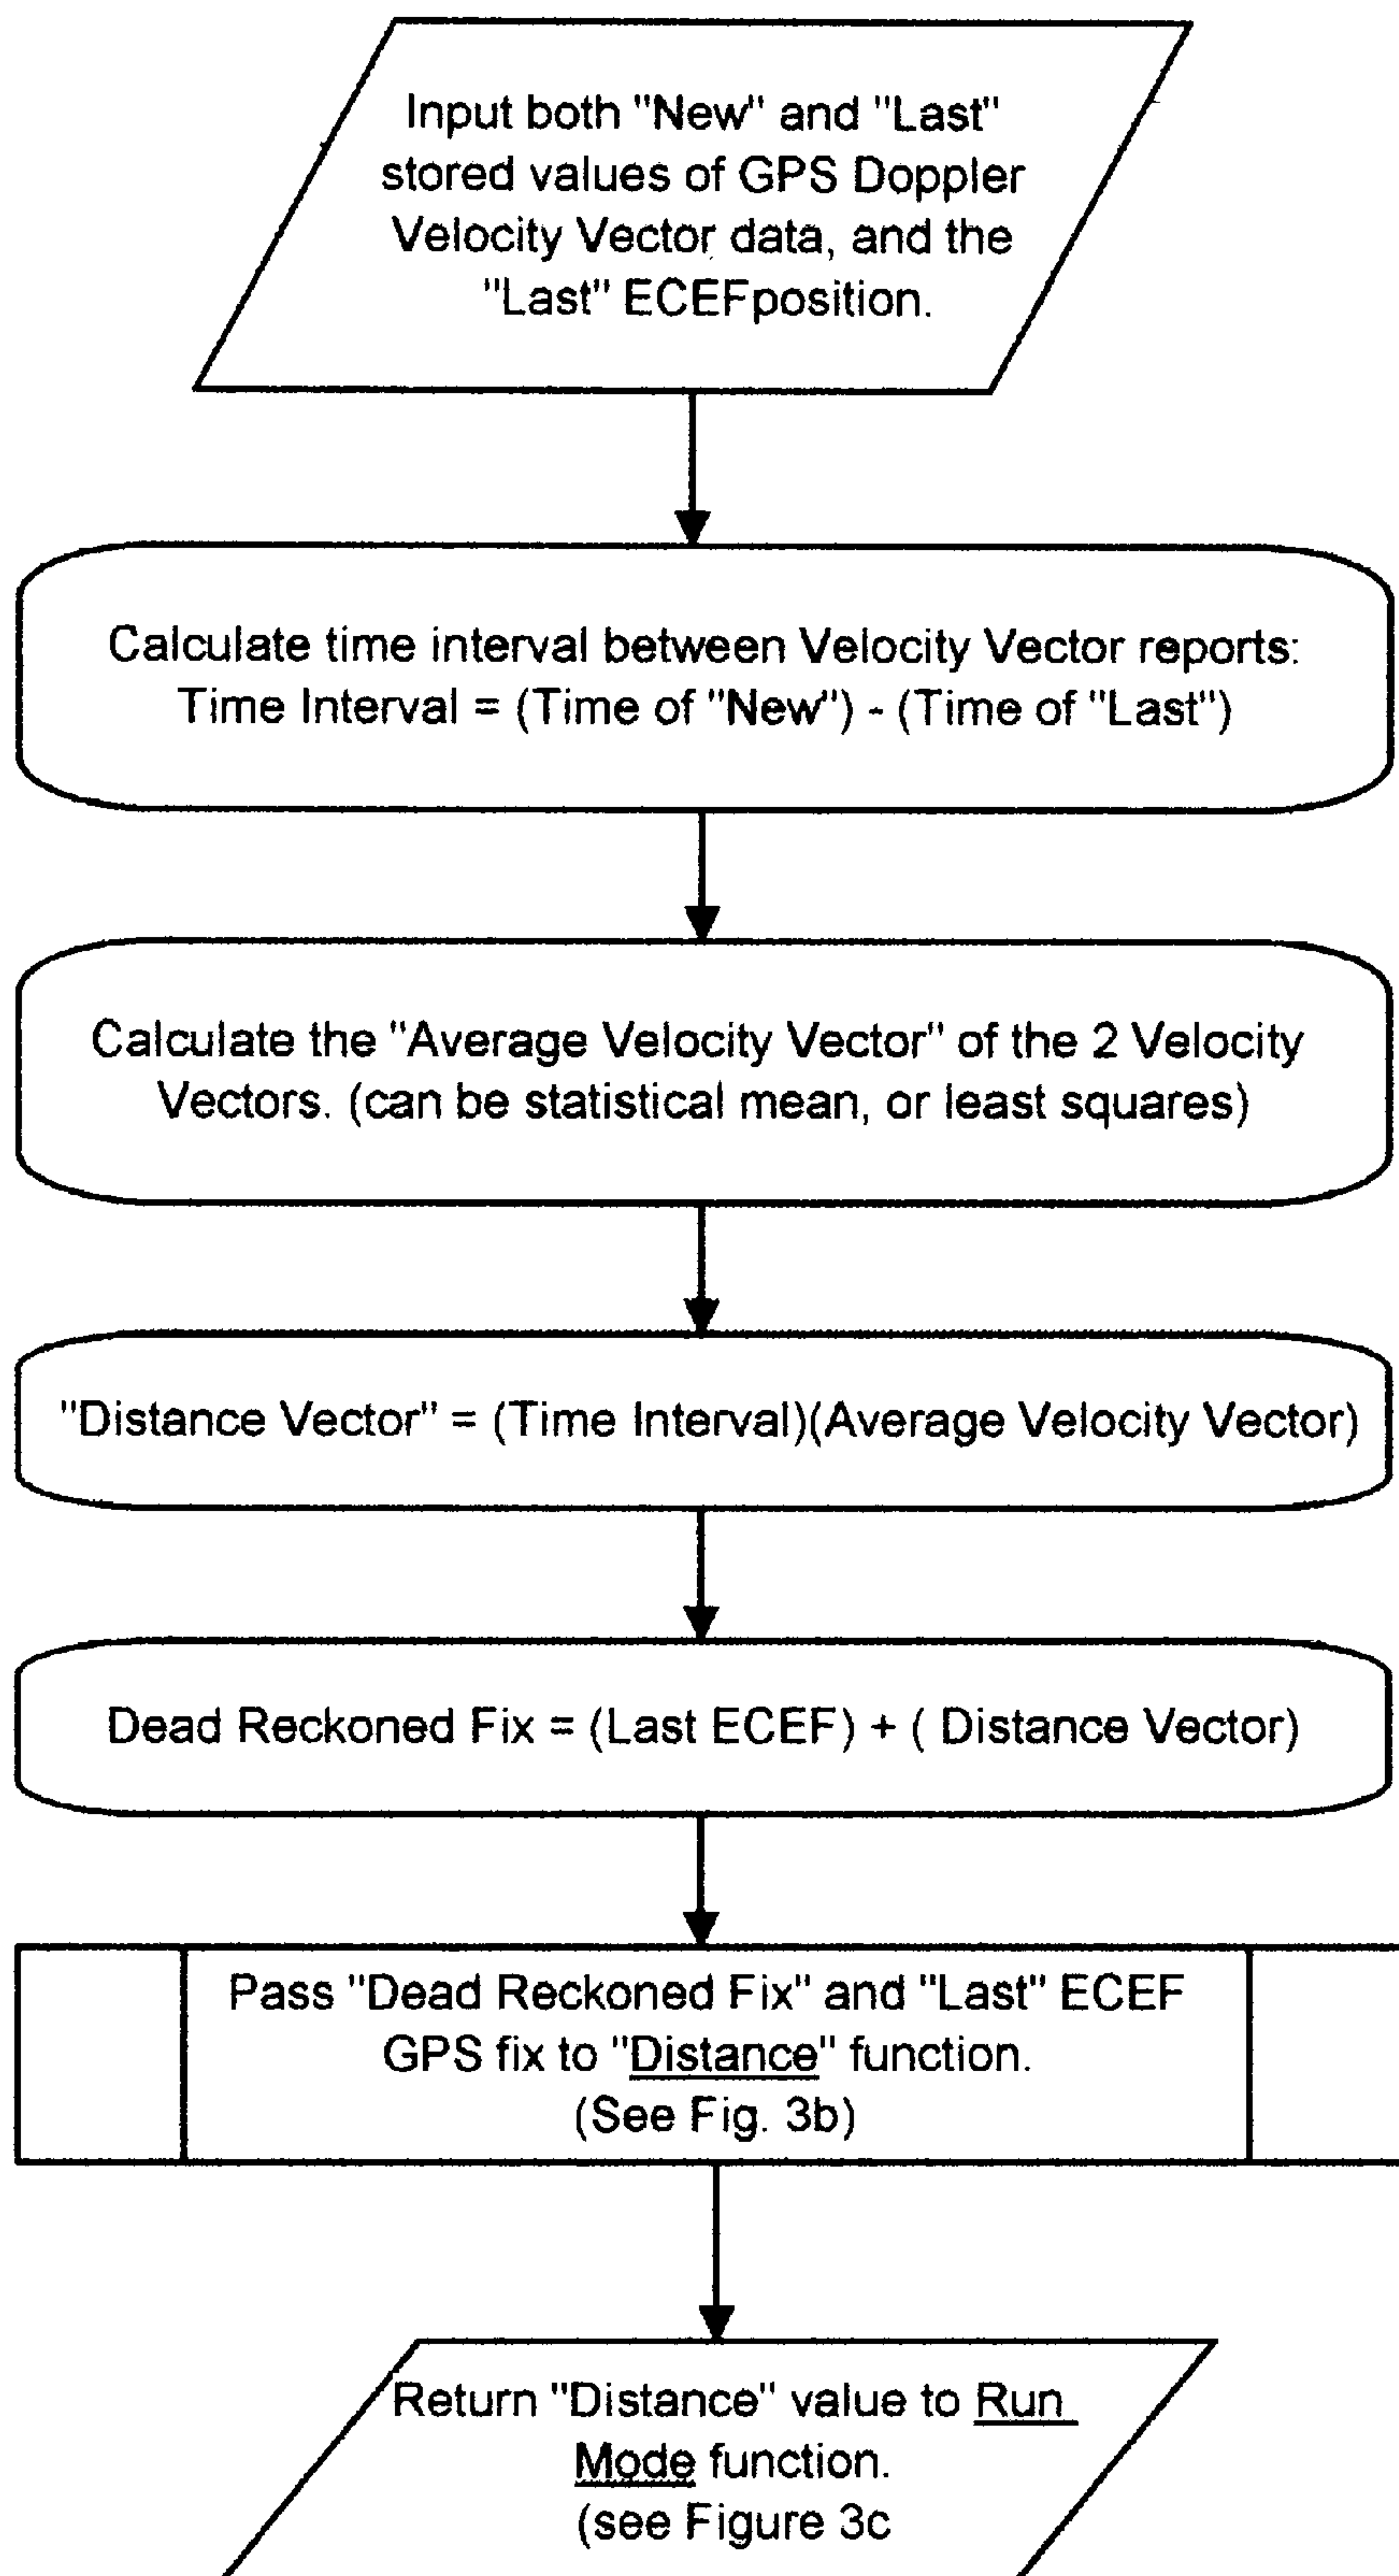 Input both "New" and "Last"
stored values of GPS Doppler
Velocity Vector data, and the
"Last" ECEFposition.
Calculate time interval between Velocity Vector reports:
Time Interval = (Time of "New") - (Time of "Last")
Calculate the "Average Velocity Vector" of the 2 Velocity
Vectors. (can be statistical mean, or least squares)
"Distance Vector" = (Time Interval)(Average Velocity Vector)
Dead Reckoned Fix = (Last ECEF) + ( Distance Vector)
Pass "Dead Reckoned Fix" and "Last" ECEF
GPS fix to "Distance" function.
(See Fig. 3b)
Return "Distance" value to Run
Mode function.
(see Figure 3c